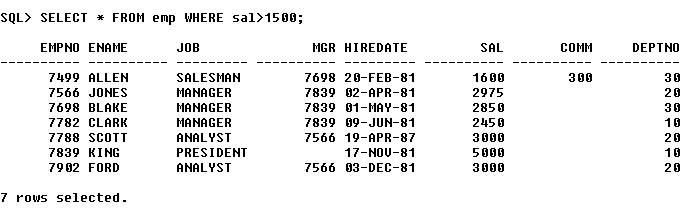 SQL> SELECT * FROM emp WHERE sal>1500;
EMPNO ENAME JOB MGR HIREDATE SAL COMM DEPTNO
---------- ---------- --------- ---------- --------- ---------- ---------- ----------
7499 ALLEN SALESMAN 7698 20-FEB-81 1600 300 30
7566 JONES MANAGER 7839 02-APR-81 2975 20
7698 BLAKE MANAGER 7839 01-MAY-81 2850 30
7782 CLARK MANAGER 7839 09-JUN-81 2450 10
7788 SCOTT ANALYST 7566 19-APR-87 3000 20
7839 KING PRESIDENT 17-NOV-81 5000 10
7902 FORD ANALYST 7566 03-DEC-81 3000 20
7 rows selected.